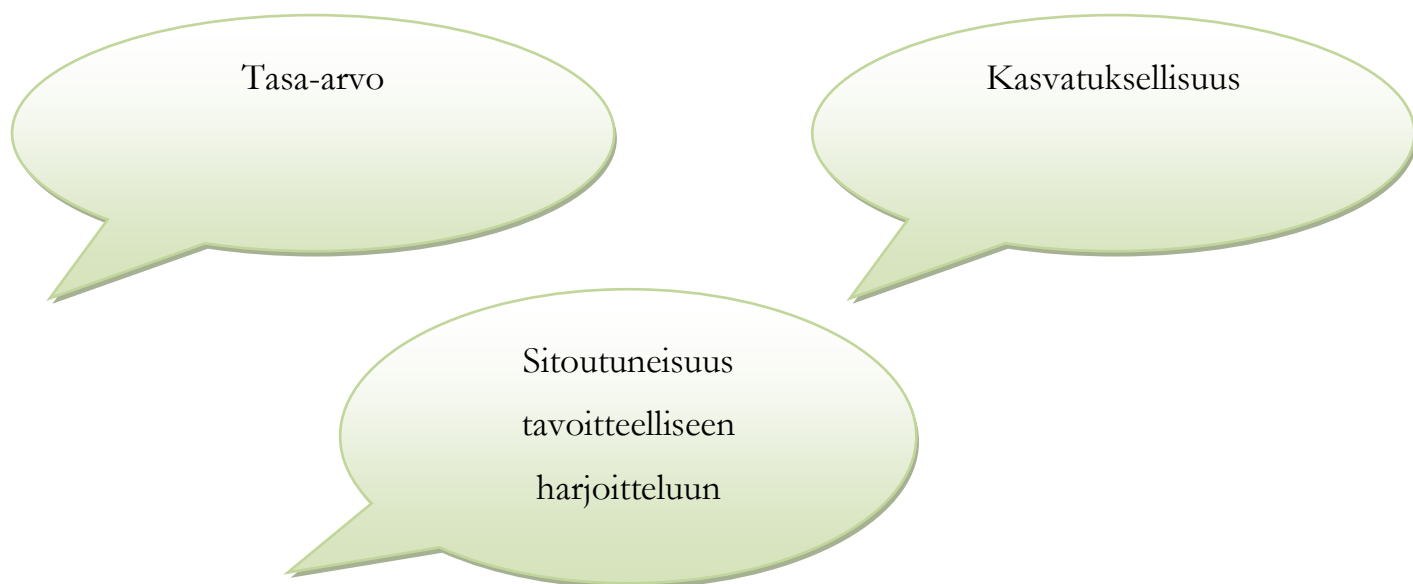 Tasa-arvo
Kasvatuksellisuus
Sitoutuneisuus
tavoitteelliseen
harjoitteluun